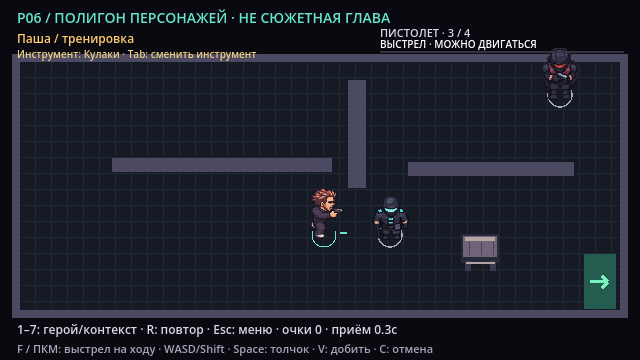 P06 / ПОЛИГОН ПЕРСОНАЖЕЙ · НЕ СЮЖЕТНАЯ ГЛАВА
Паша / тренировка
ПИСТОЛЕТ · 3 / 4
ВЫСТРЕЛ · МОЖНО ДВИГАТЬСЯ
Инструмент: Кулаки · Tab: сменить инструмент
1–7: герой/контекст · R: повтор · Esc: меню · очки 0 · приём 0.3с
F / ПКМ: выстрел на ходу · WASD/Shift · Space: толчок · V: добить · C: отмена